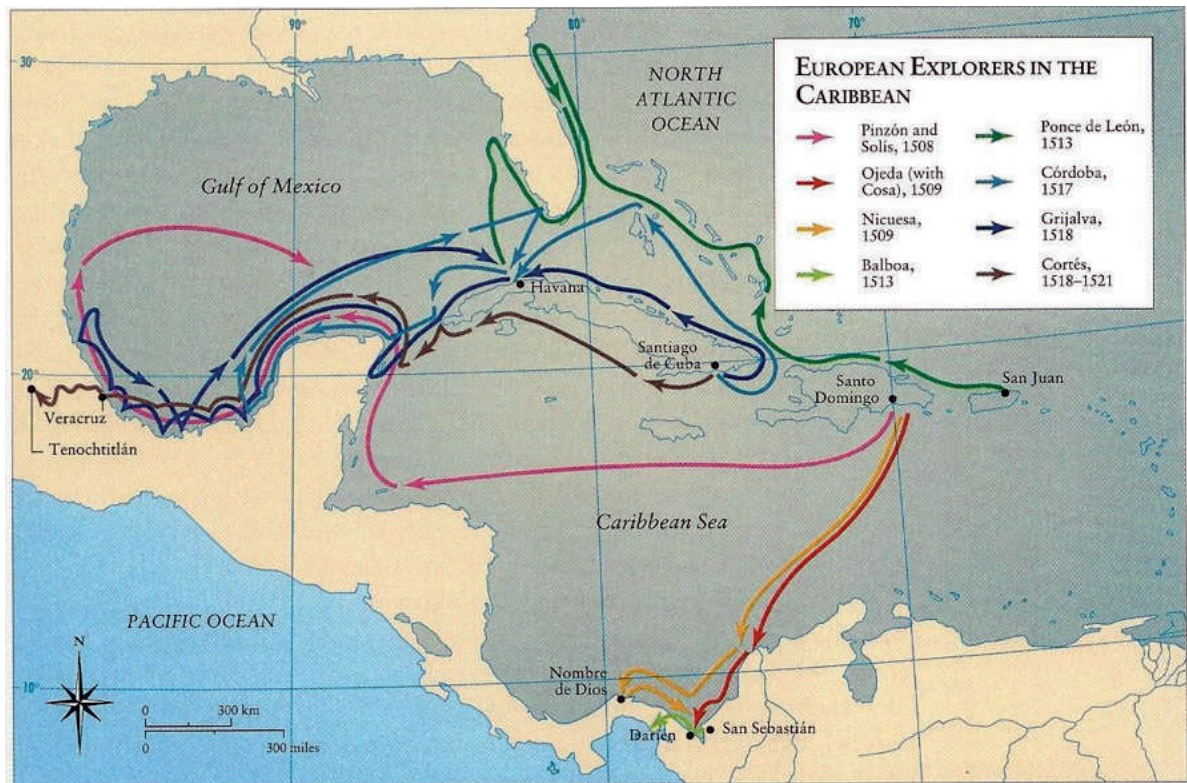 90
80
70
30°
NORTH
ATLANTIC
OCEAN
Gulf of Mexico
EUROPEAN EXPLORERS IN THE
CARIBBEAN
Pinzón and
Solís, 1508
Ojeda (with
Cosa), 1509
Nicuesa,
1509
Balboa,
1513
Ponce de León,
1513
Córdoba,
1517
Grijalva,
1518
Cortés,
1518–1521
Havana
Santiago
de Cuba
Santo
Domingo
San Juan
20°
Veracruz
Tenochtitlán
Caribbean Sea
PACIFIC OCEAN
N
10°
0 300 km
0 300 miles
Nombre
de Dios
Darien
San Sebastián